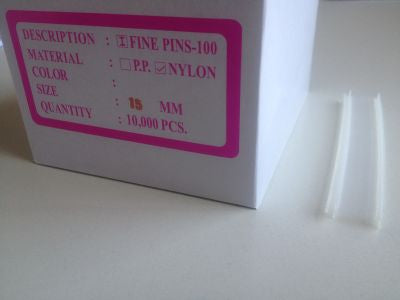 DESCRIPTION : FINE PINS-100
MATERIAL : P.P. NYLON
COLOR :
SIZE : 15 MM
QUANTITY : 10,000 PCS.